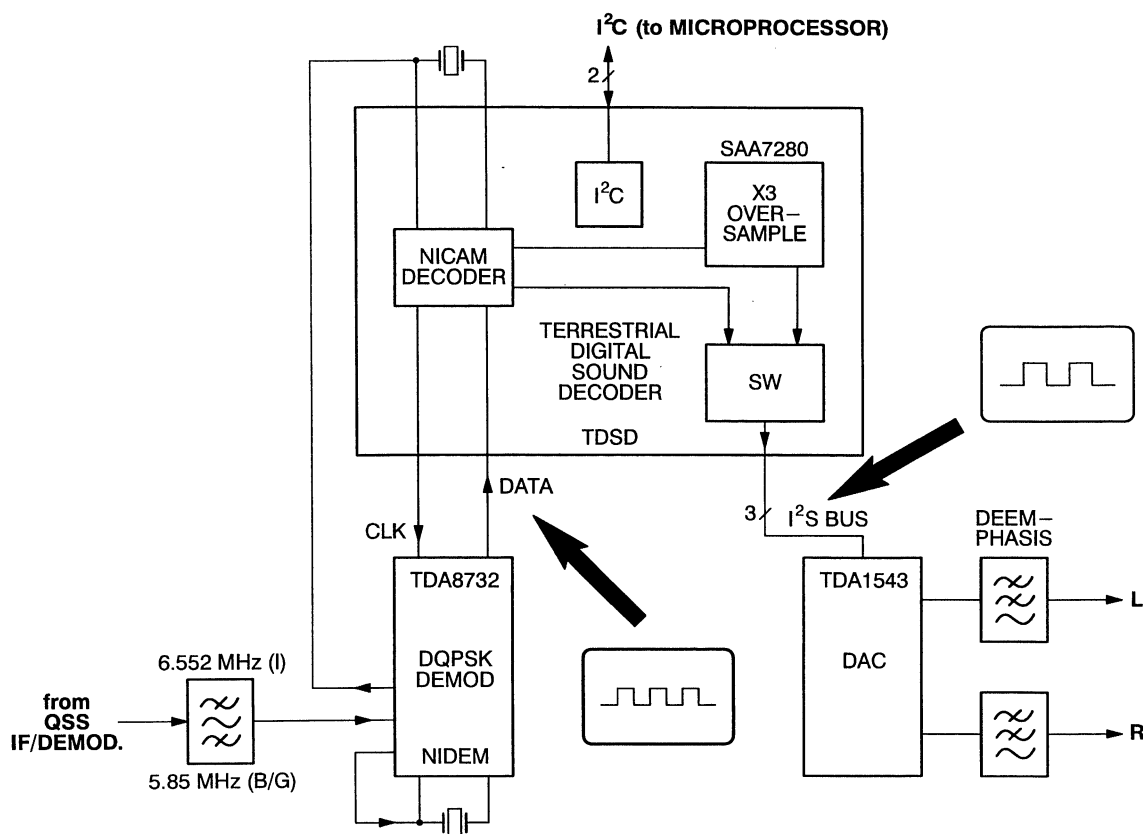 I²C (to MICROPROCESSOR)
2
SAA7280
I²C
X3
OVER–
SAMPLE
NICAM
DECODER
TERRESTRIAL
DIGITAL
SOUND
DECODER
SW
TDSD
DATA
CLK
3
I²S BUS
DEEM–
PHASIS
TDA8732
TDA1543
L
DQPSK
DEMOD
DAC
6.552 MHz (I)
from
QSS
IF/DEMOD.
NIDEM
5.85 MHz (B/G)
R